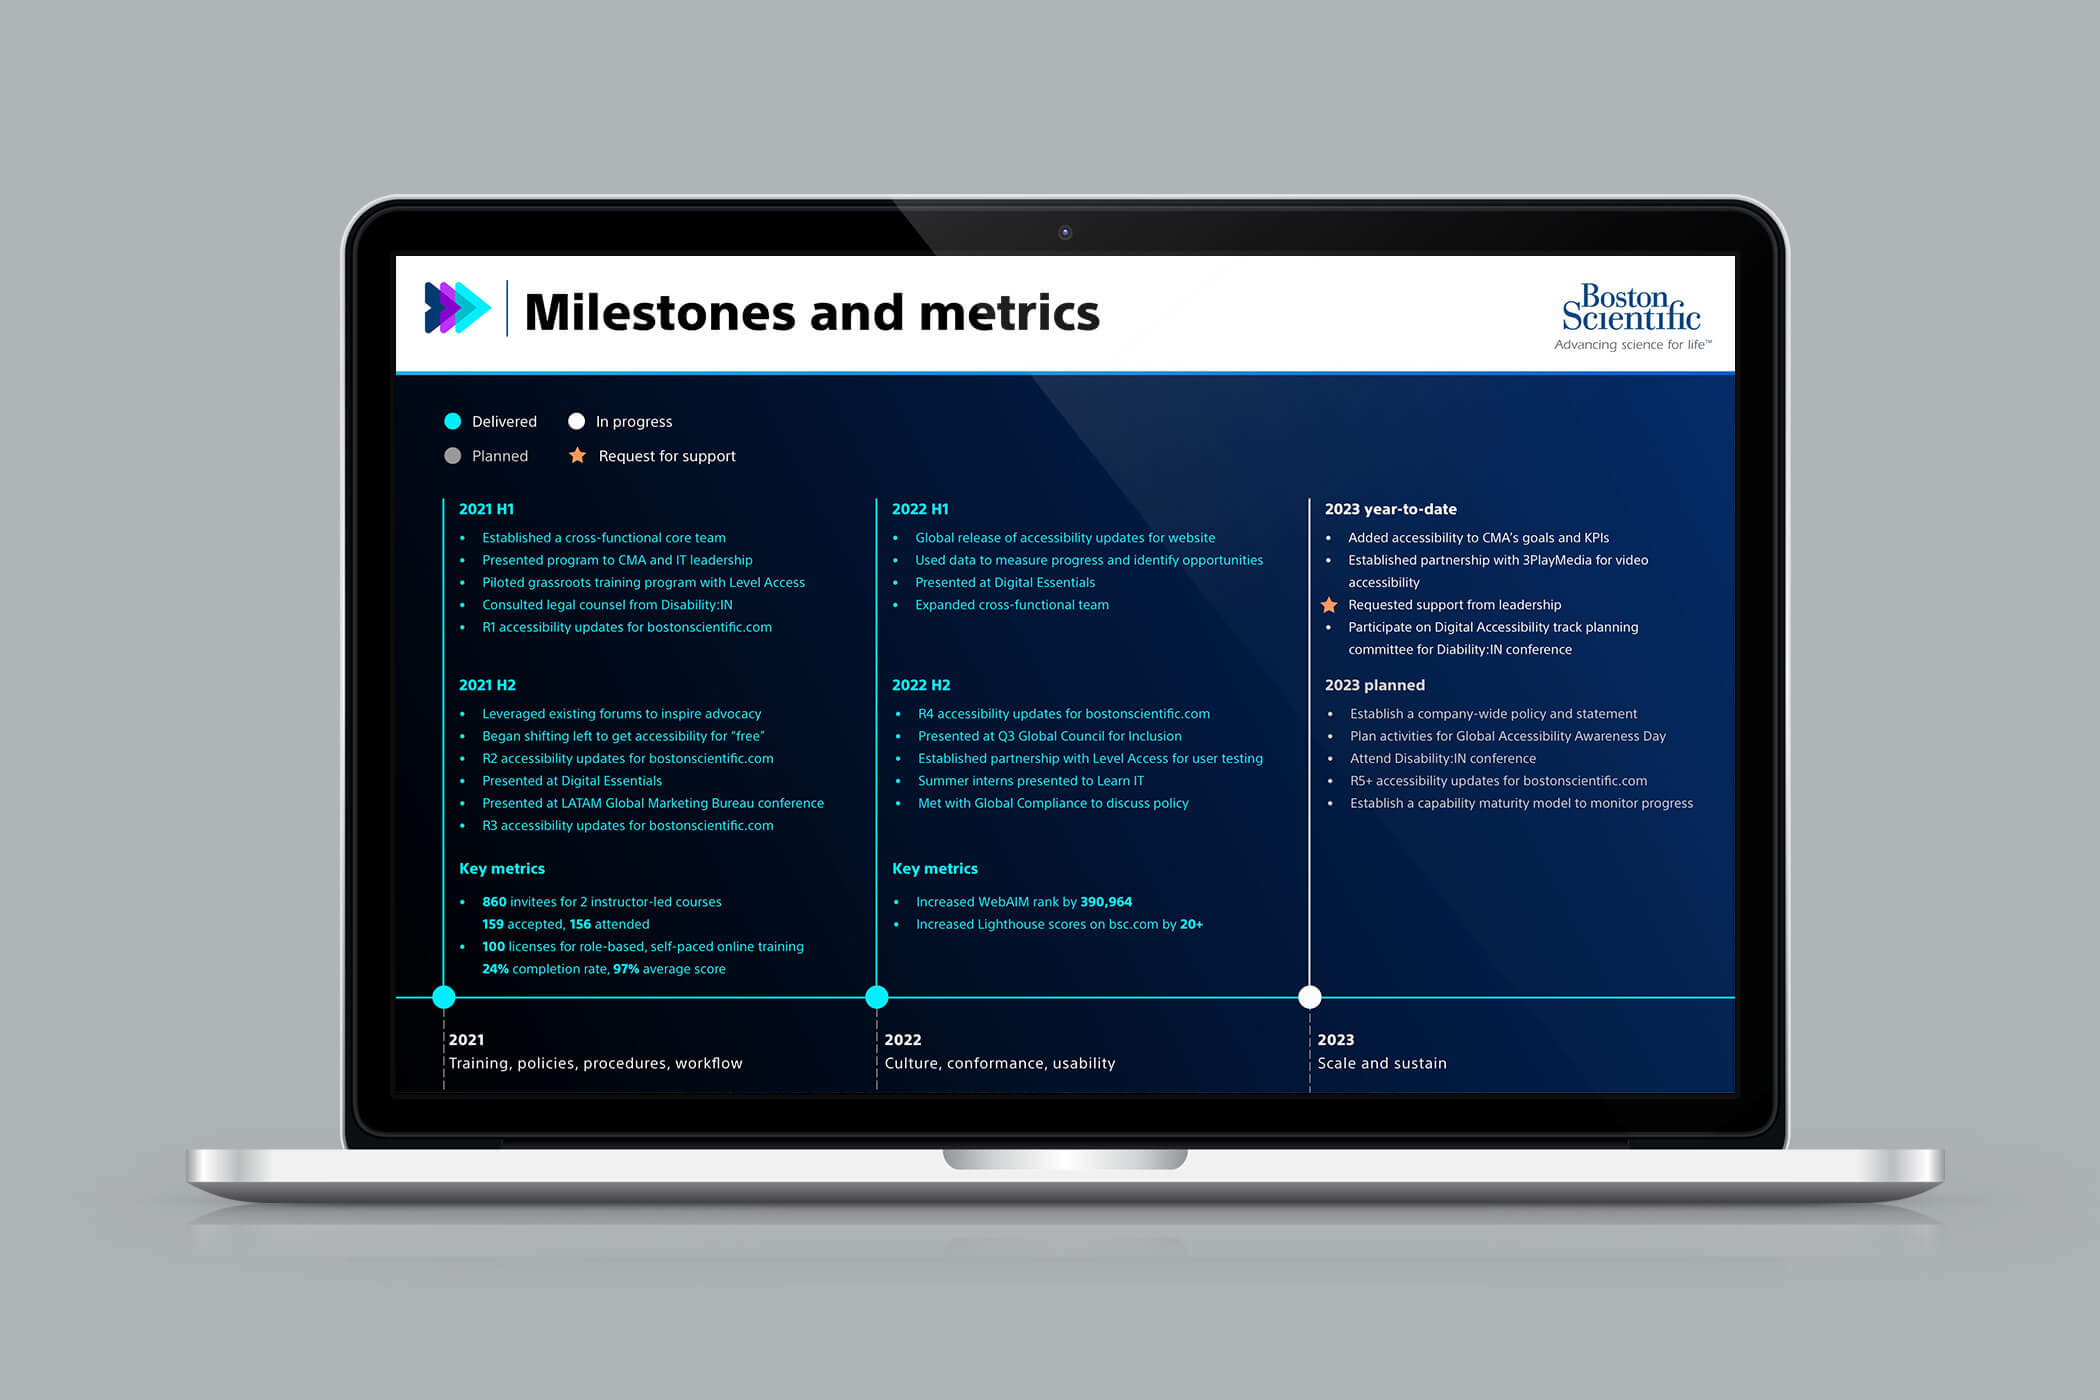 Milestones and metrics
Boston
Scientific
Advancing science for life™
Delivered
In progress
Planned
Request for support
2021 H1
• Established a cross-functional core team
• Presented program to CMA and IT leadership
• Piloted grassroots training program with Level Access
• Consulted legal counsel from Disability:IN
• R1 accessibility updates for bostonscientific.com
2021 H2
• Leveraged existing forums to inspire advocacy
• Began shifting left to get accessibility for “free”
• R2 accessibility updates for bostonscientific.com
• Presented at Digital Essentials
• Presented at LATAM Global Marketing Bureau conference
• R3 accessibility updates for bostonscientific.com
Key metrics
• 860 invitees for 2 instructor-led courses
159 accepted, 156 attended
• 100 licenses for role-based, self-paced online training
24% completion rate, 97% average score
2022 H1
• Global release of accessibility updates for website
• Used data to measure progress and identify opportunities
• Presented at Digital Essentials
• Expanded cross-functional team
2022 H2
• R4 accessibility updates for bostonscientific.com
• Presented at Q3 Global Council for Inclusion
• Established partnership with Level Access for user testing
• Summer interns presented to Learn IT
• Met with Global Compliance to discuss policy
Key metrics
• Increased WebAIM rank by 390,964
• Increased Lighthouse scores on bsc.com by 20+
2023 year-to-date
• Added accessibility to CMA’s goals and KPIs
• Established partnership with 3PlayMedia for video
accessibility
Requested support from leadership
• Participate on Digital Accessibility track planning
committee for Diability:IN conference
2023 planned
• Establish a company-wide policy and statement
• Plan activities for Global Accessibility Awareness Day
• Attend Disability:IN conference
• R5+ accessibility updates for bostonscientific.com
• Establish a capability maturity model to monitor progress
2021
Training, policies, procedures, workflow
2022
Culture, conformance, usability
2023
Scale and sustain